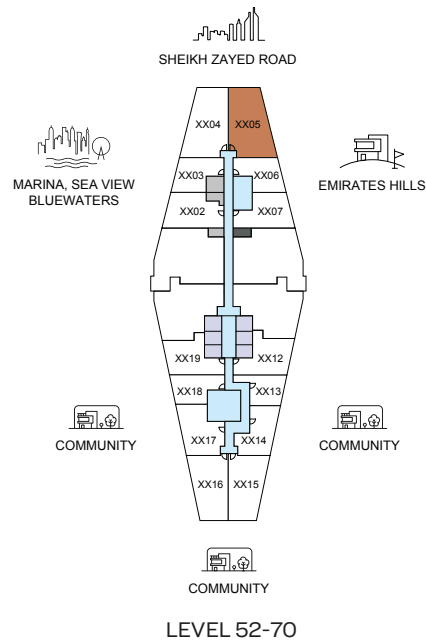 SHEIKH ZAYED ROAD
XX04
XX05
MARINA, SEA VIEW
BLUEWATERS
XX03
XX06
EMIRATES HILLS
XX02
XX07
XX19
XX12
XX18
XX13
COMMUNITY
XX17
XX14
COMMUNITY
XX16
XX15
COMMUNITY
LEVEL 52-70